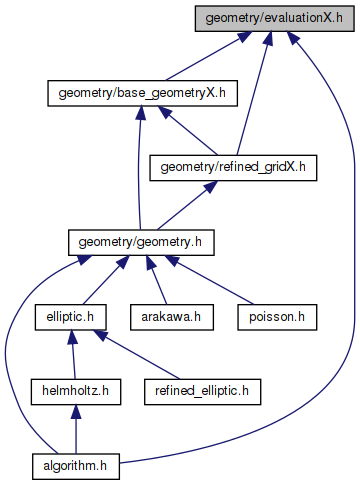 geometry/evaluationX.h
geometry/base_geometryX.h
geometry/refined_gridX.h
geometry/geometry.h
elliptic.h
arakawa.h
poisson.h
helmholtz.h
refined_elliptic.h
algorithm.h